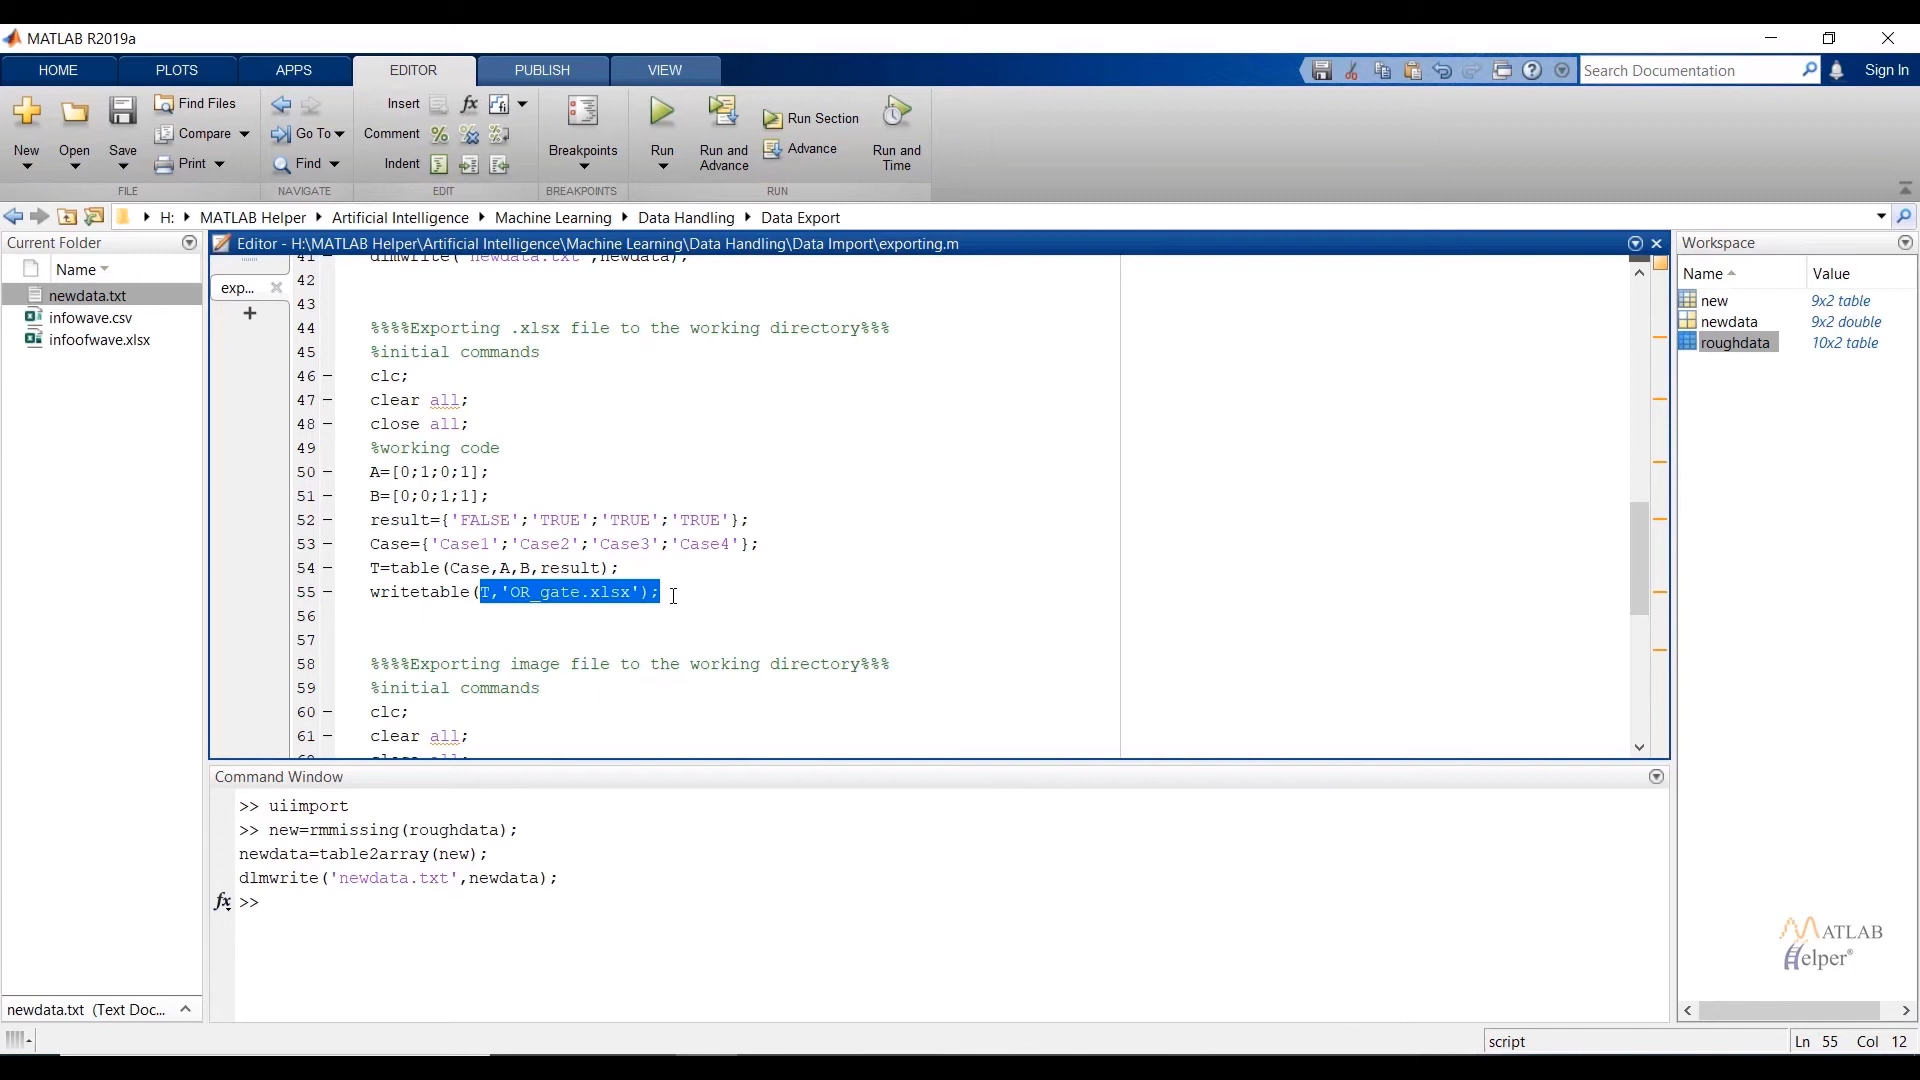 MATLAB R2019a
HOME PLOTS APPS EDITOR PUBLISH VIEW Search Documentation Sign In
New Open Save Find Files Compare Print Go To Find Insert fx Comment Indent Breakpoints Run Run and Advance Run Section Advance Run and Time
FILE NAVIGATE EDIT BREAKPOINTS RUN
H: MATLAB Helper Artificial Intelligence Machine Learning Data Handling Data Export
Current Folder
Name
newdata.txt
infowave.csv
infoofwave.xlsx
newdata.txt (Text Doc...
Editor - H:\MATLAB Helper\Artificial Intelligence\Machine Learning\Data Handling\Data Import\exporting.m
exp...
41 dlmwrite('newdata.txt',newdata);
42
43
44 %%%%Exporting .xlsx file to the working directory%%%
45 %initial commands
46 – clc;
47 – clear all;
48 – close all;
49 %working code
50 – A=[0;1;0;1];
51 – B=[0;0;1;1];
52 – result={'FALSE';'TRUE';'TRUE';'TRUE'};
53 – Case={'Case1';'Case2';'Case3';'Case4'};
54 – T=table(Case,A,B,result);
55 – writetable(T,'OR_gate.xlsx');
56
57
58 %%%%Exporting image file to the working directory%%%
59 %initial commands
60 – clc;
61 – clear all;
Command Window
>> uiimport
>> new=rmmissing(roughdata);
newdata=table2array(new);
dlmwrite('newdata.txt',newdata);
fx >>
Workspace
Name Value
new 9x2 table
newdata 9x2 double
roughdata 10x2 table
MATLAB
Helper®
script Ln 55 Col 12